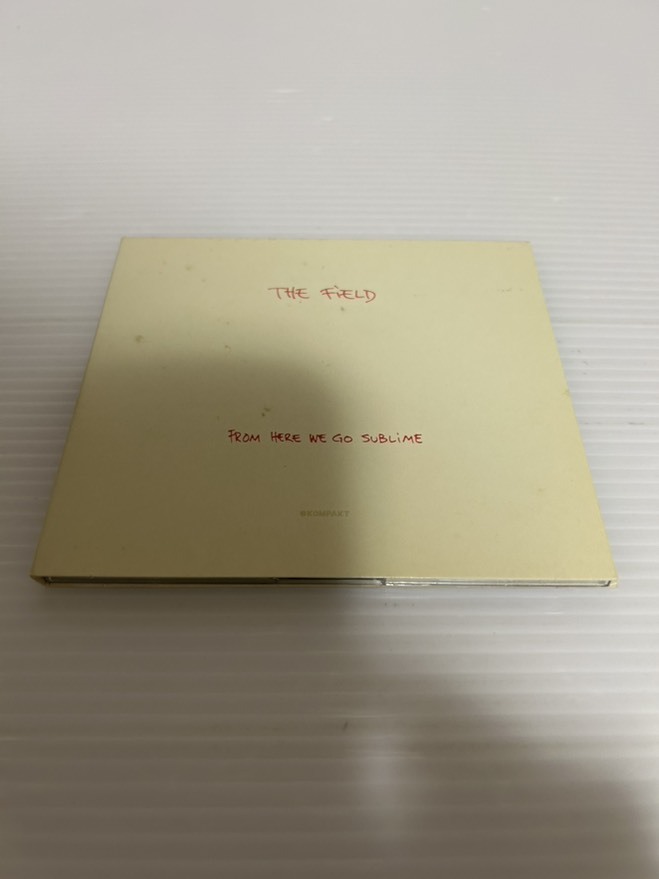 THE FiELD
FROM HERE WE GO SUBLiME
KOMPAKT